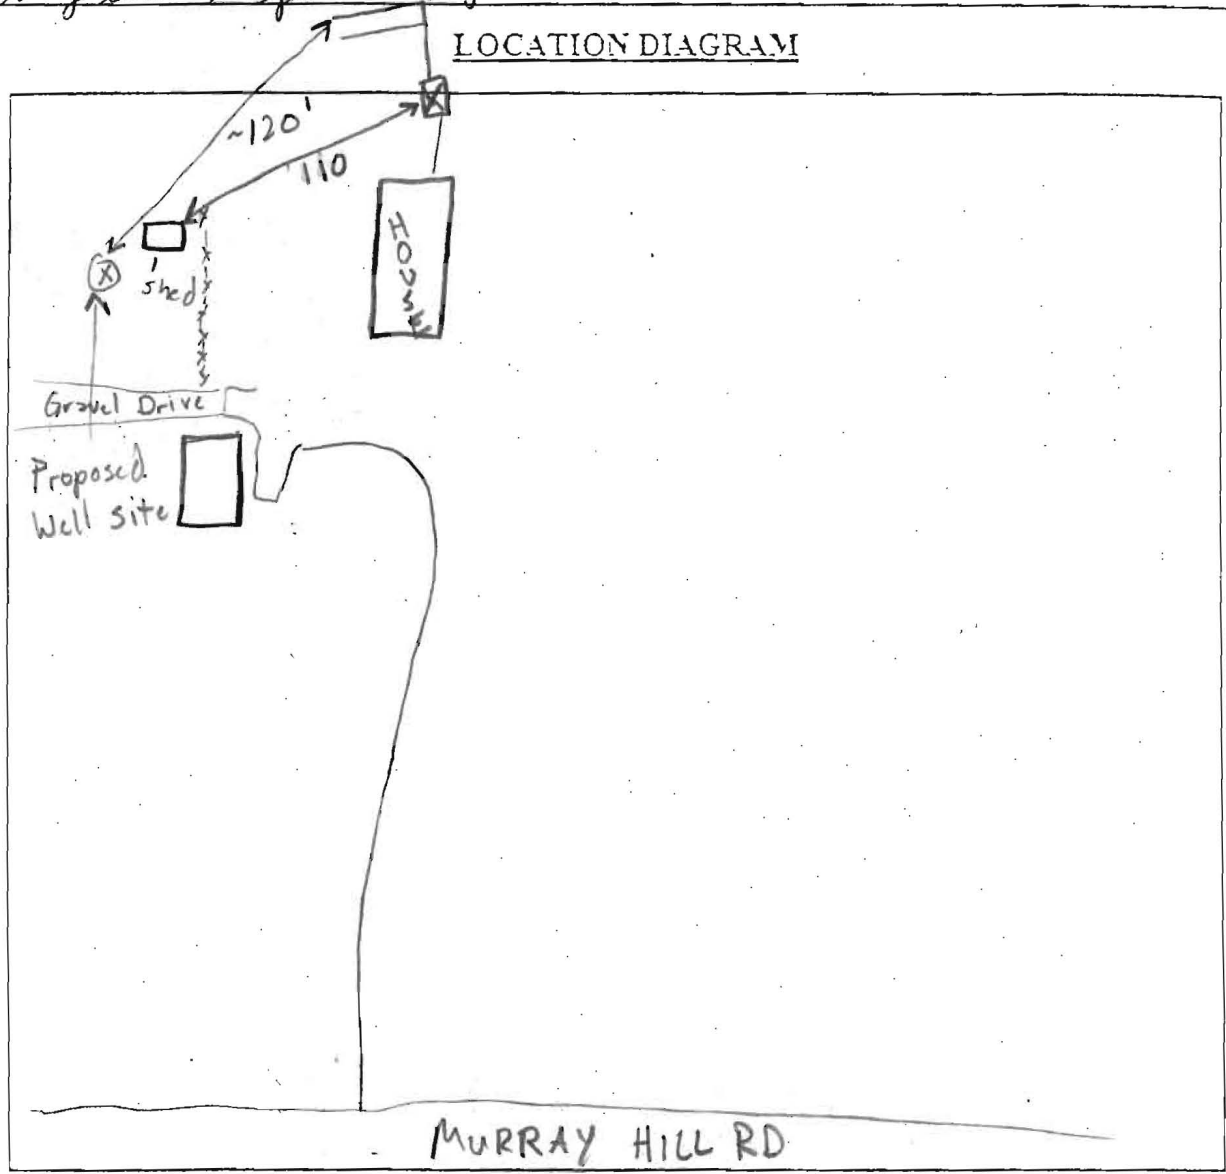 LOCATION DIAGRAM
~120'
110
HOUSE
shed
Gravel Drive
Proposed
Well site
MURRAY HILL RD